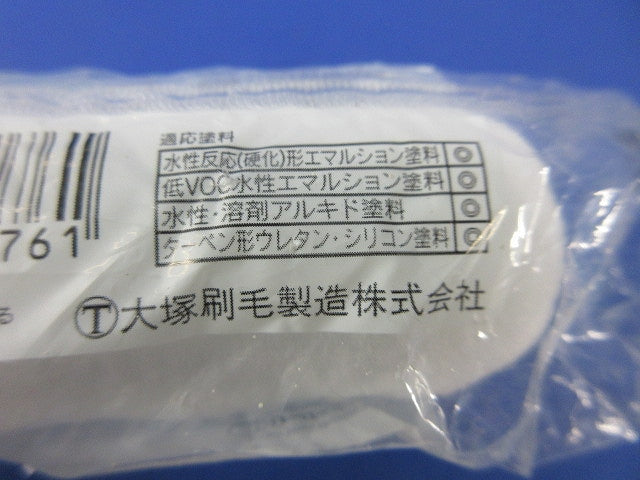 適応塗料
水性反応(硬化)形エマルション塗料 ◎
低VOC水性エマルション塗料 ◎
水性・溶剤アルキド塗料 ◎
ターペン形ウレタン・シリコン塗料 ◎
761
る
Ⓣ大塚刷毛製造株式会社